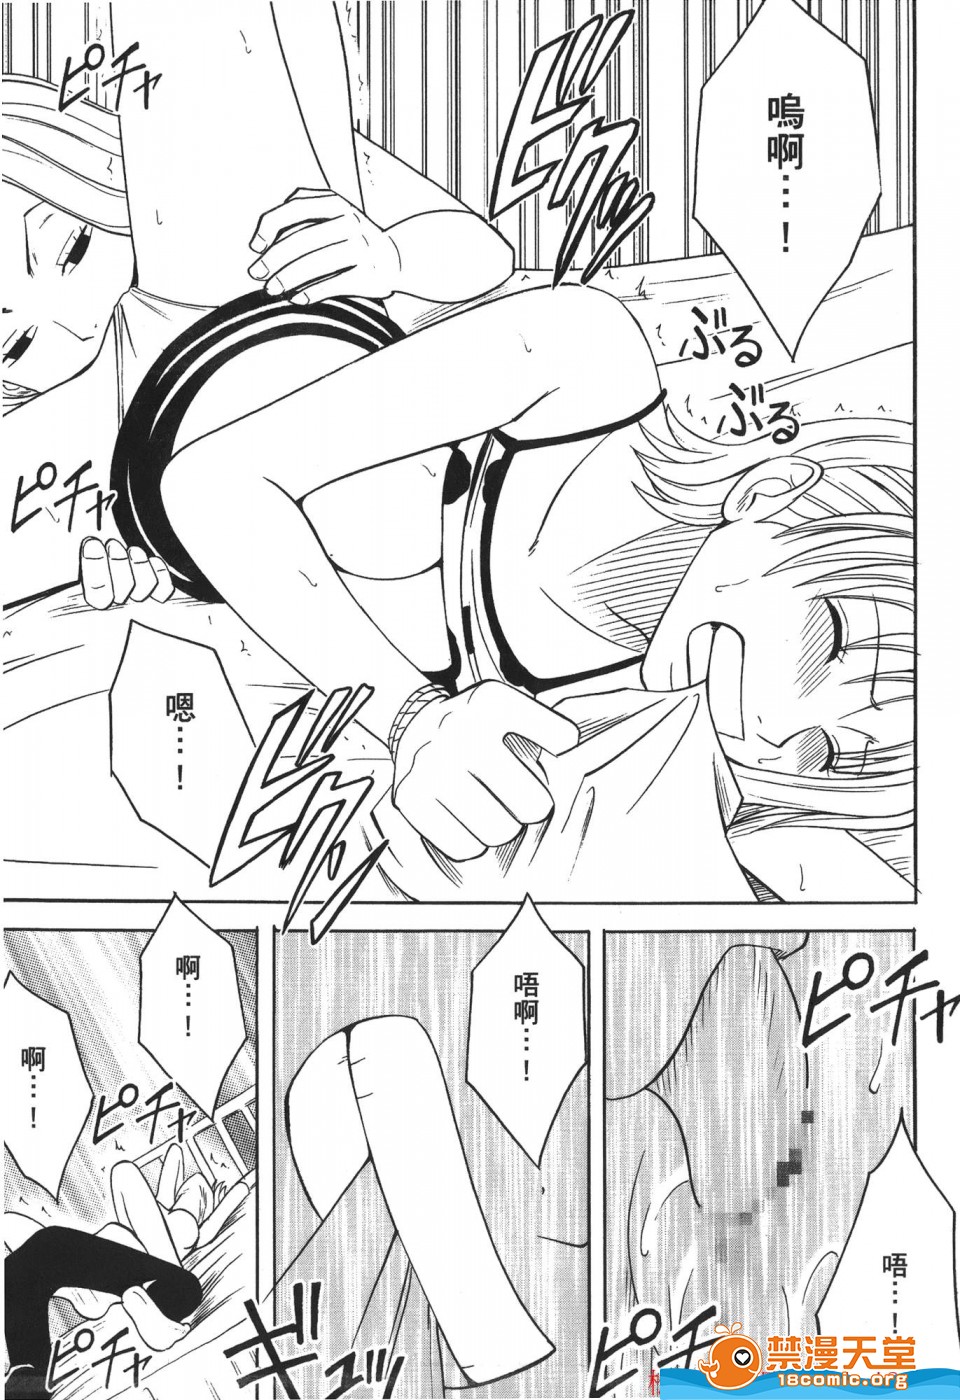 嗚啊…！
ビクッ
ピチャ
ぶる
ぶる
ピチャ
嗯…！
ビクン
ピチャ
唔…！
ピチャ
唔啊…！
ギュッ
啊…！
啊…！
ピチャ
ピチャ
禁漫天堂
18comic.org